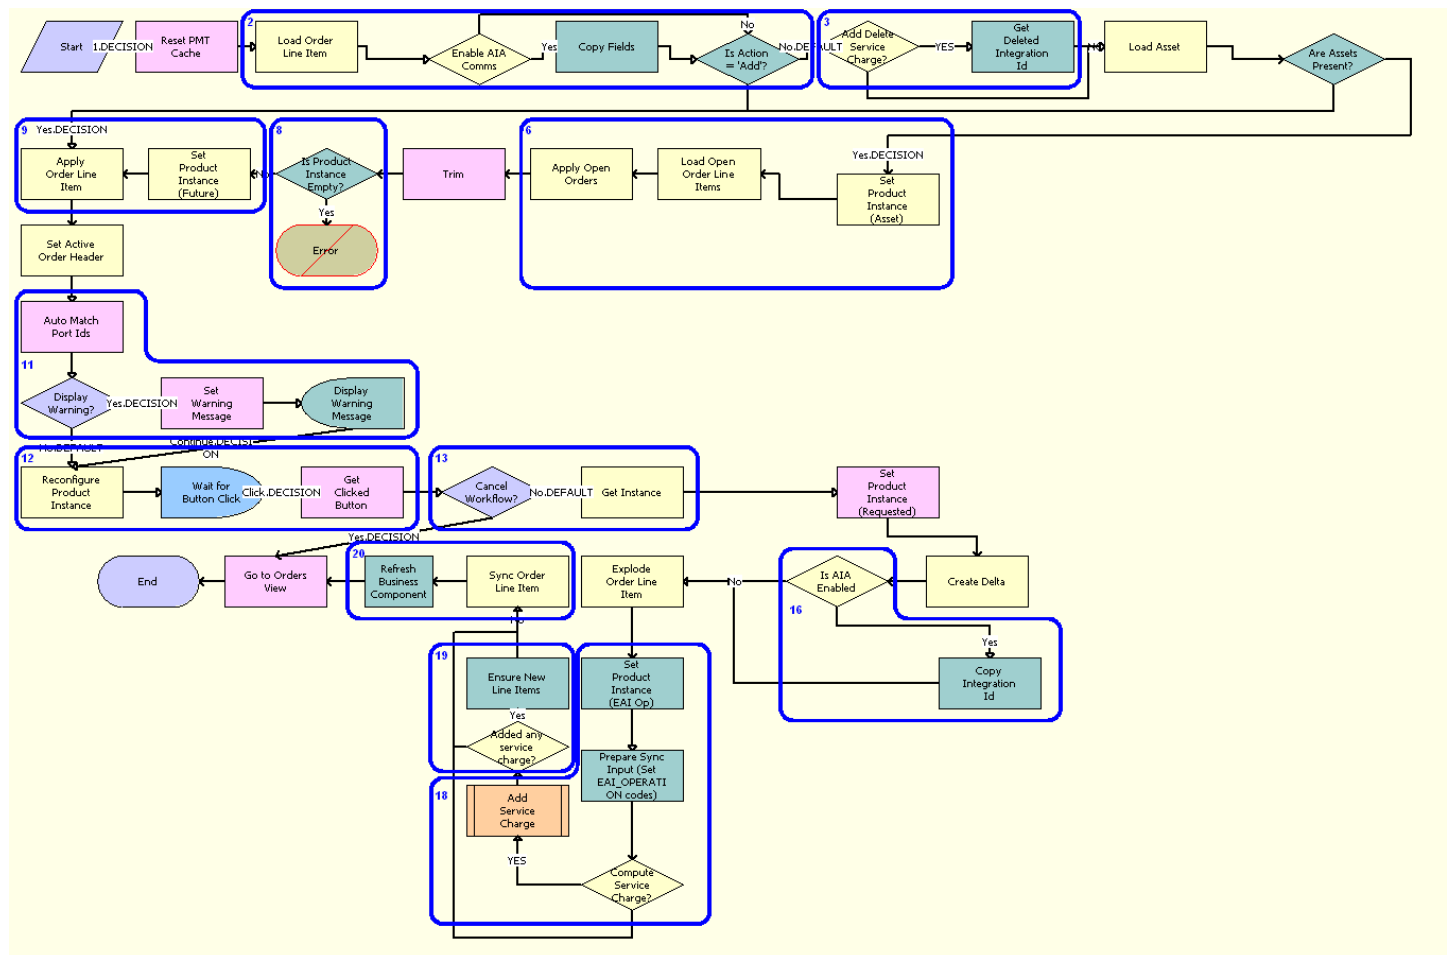 2
3
Start
1.DECISION
Reset PMT
Cache
Load Order
Line Item
Enable AIA
Comms
Yes
Copy Fields
No
Is Action
= 'Add'?
No.DEFAULT
Add Delete
Service
Charge?
YES
Get
Deleted
Integration
Id
No
Load Asset
Are Assets
Present?
9
Yes.DECISION
8
6
Apply
Order Line
Item
Set
Product
Instance
(Future)
No
Is Product
Instance
Empty?
Yes
Error
Trim
Apply Open
Orders
Load Open
Order Line
Items
Yes.DECISION
Set
Product
Instance
(Asset)
Set Active
Order Header
Auto Match
Port Ids
11
Display
Warning?
Yes.DECISION
Set
Warning
Message
Display
Warning
Message
No.DEFAULT
Continue.DECISI
ON
12
Reconfigure
Product
Instance
Wait for
Button Click
Click.DECISION
Get
Clicked
Button
13
Cancel
Workflow?
No.DEFAULT
Get Instance
Set
Product
Instance
(Requested)
Yes.DECISION
20
End
Go to Orders
View
Refresh
Business
Component
Sync Order
Line Item
Explode
Order Line
Item
No
Is AIA
Enabled
Create Delta
16
Yes
Copy
Integration
Id
No
19
Ensure New
Line Items
Yes
Added any
service
charge?
Set
Product
Instance
(EAI Op)
Prepare Sync
Input (Set
EAI_OPERATI
ON codes)
18
Add
Service
Charge
YES
Compute
Service
Charge?